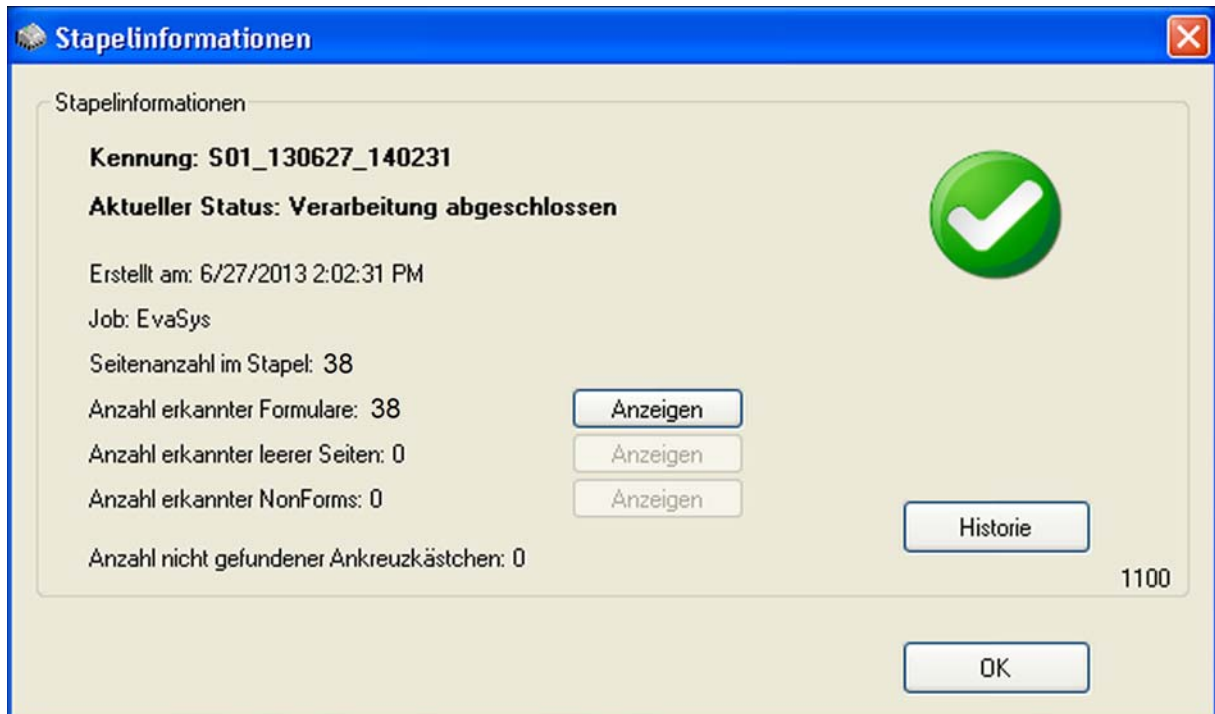 Stapelinformationen
Stapelinformationen
Kennung: S01_130627_140231
Aktueller Status: Verarbeitung abgeschlossen
Erstellt am: 6/27/2013 2:02:31 PM
Job: EvaSys
Seitenanzahl im Stapel: 38
Anzahl erkannter Formulare: 38 Anzeigen
Anzahl erkannter leerer Seiten: 0 Anzeigen
Anzahl erkannter NonForms: 0 Anzeigen
Historie
Anzahl nicht gefundener Ankreuzkästchen: 0
1100
OK